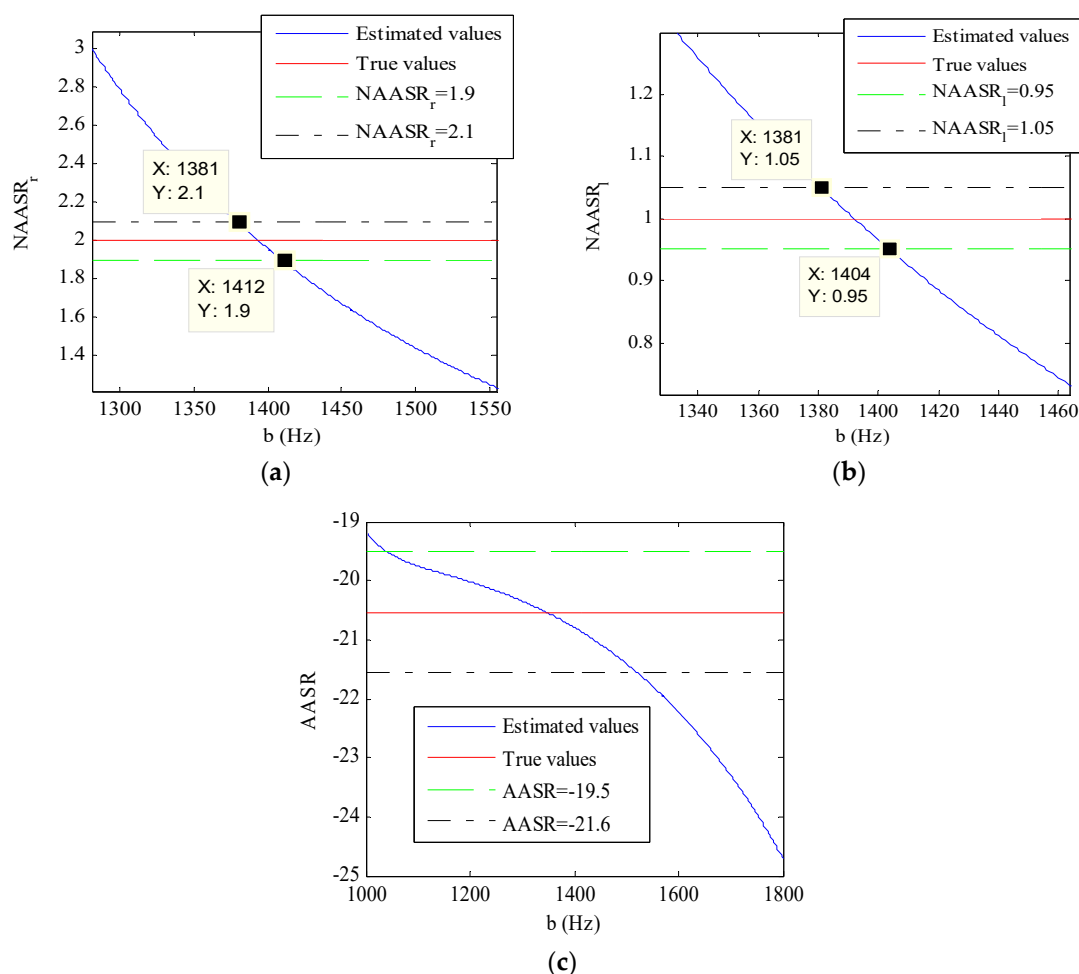 Estimated values
True values
NAASR_r=1.9
NAASR_r=2.1
3
2.8
2.6
2.4
2.2
2
1.8
1.6
1.4
NAASR_r
X: 1381
Y: 2.1
X: 1412
Y: 1.9
1300 1350 1400 1450 1500 1550
b (Hz)
(a)
Estimated values
True values
NAASR_l=0.95
NAASR_l=1.05
1.2
1.1
1
0.9
0.8
NAASR_l
X: 1381
Y: 1.05
X: 1404
Y: 0.95
1340 1360 1380 1400 1420 1440 1460
b (Hz)
(b)
-19
-20
-21
-22
-23
-24
-25
AASR
Estimated values
True values
AASR=-19.5
AASR=-21.6
1000 1200 1400 1600 1800
b (Hz)
(c)